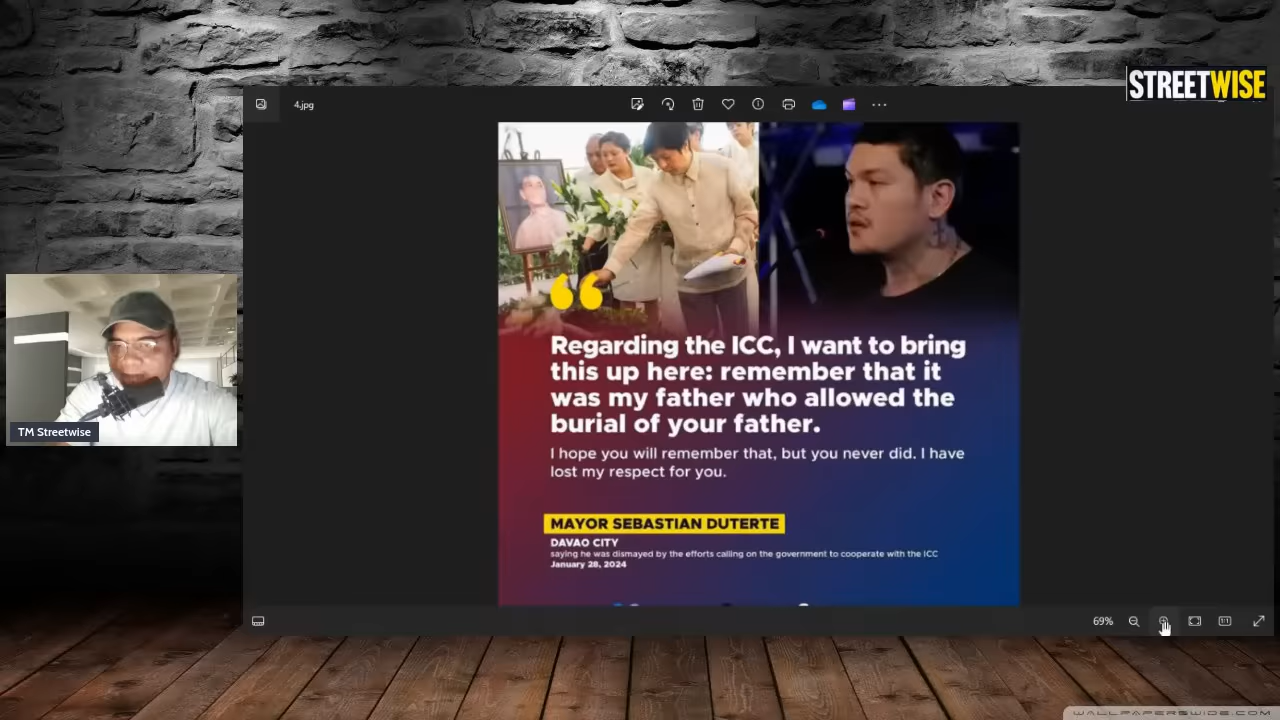 STREETWISE
4.jpg
“
Regarding the ICC, I want to bring
this up here: remember that it
was my father who allowed the
burial of your father.
I hope you will remember that, but you never did. I have
lost my respect for you.
MAYOR SEBASTIAN DUTERTE
DAVAO CITY
saying he was dismayed by the efforts calling on the government to cooperate with the ICC
January 28, 2024
TM Streetwise
69%
WALLPAPERSWIDE.COM